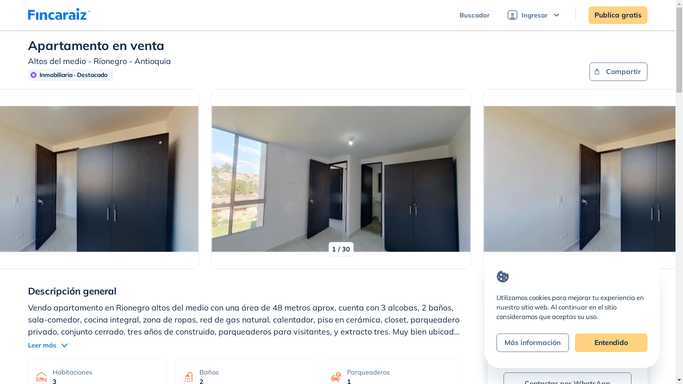 Fincaraiz
Buscador
Ingresar
Publica gratis
Apartamento en venta
Altos del medio - Rionegro - Antioquia
Inmobiliaria · Destacado
Compartir
1 / 30
Descripción general
Vendo apartamento en Rionegro altos del medio con una área de 48 metros aprox, cuenta con 3 alcobas, 2 baños,
sala-comedor, cocina integral, zona de ropas, red de gas natural, calentador, piso en cerámica, closet, parqueadero
privado, conjunto cerrado, tres años de construido, parqueaderos para visitantes, y extracto tres. Muy bien ubicad...
Leer más
Habitaciones
3
Baños
2
Parqueaderos
1
Utilizamos cookies para mejorar tu experiencia en
nuestro sitio web. Al continuar en el sitio
consideramos que aceptas su uso.
Más información
Entendido
Contactar por WhatsApp